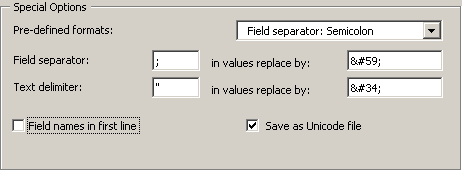 Special Options
Pre-defined formats: Field separator: Semicolon
Field separator: ; in values replace by: &#59;
Text delimiter: " in values replace by: &#34;
Field names in first line Save as Unicode file